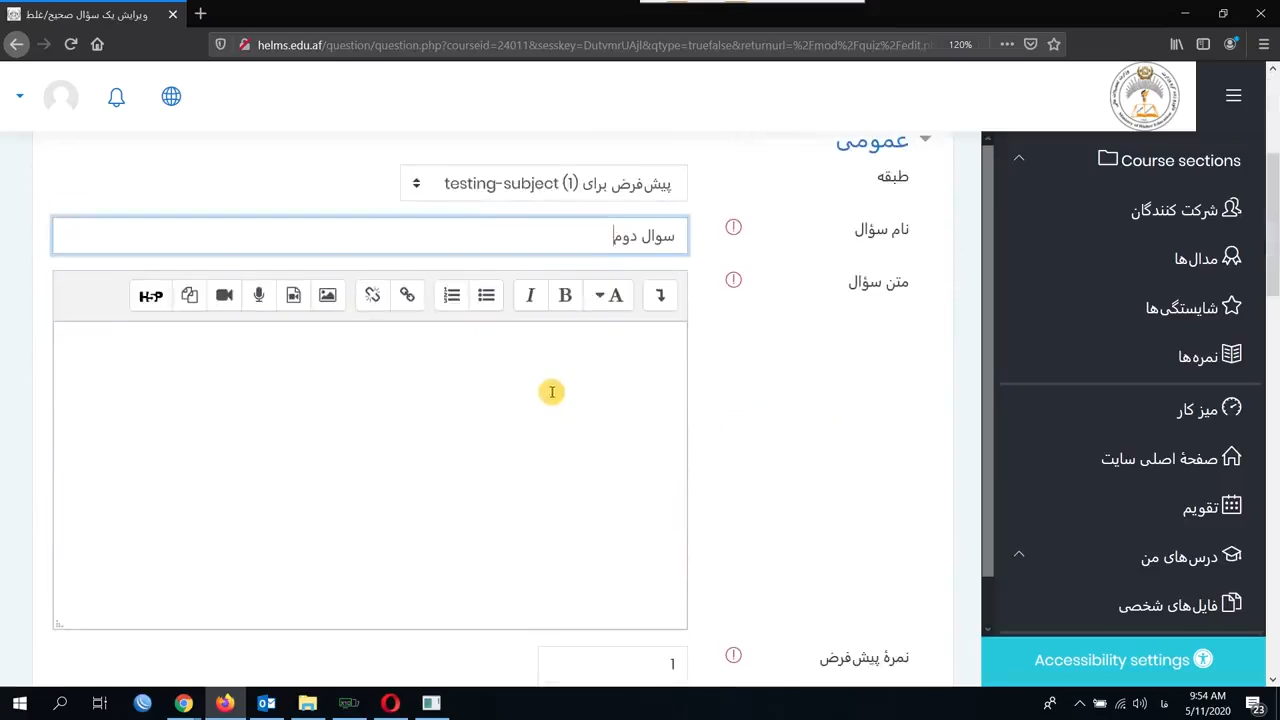 ویرایش یک سؤال صحیح/غلط
helms.edu.af/question/question.php?courseid=24011&sesskey=DutvmrUAjl&qtype=truefalse&returnurl=%2Fmod%2Fquiz%2Fedit.p
120%
عمومی
طبقه
پیش‌فرض برای testing-subject (1)
نام سؤال
سوال دوم
متن سؤال
H-P
I
B
A
نمرهٔ پیش‌فرض
1
Course sections
شرکت کنندگان
مدال‌ها
شایستگی‌ها
نمره‌ها
میز کار
صفحهٔ اصلی سایت
تقویم
درس‌های من
فایل‌های شخصی
Accessibility settings
فا
9:54 AM
5/11/2020
23